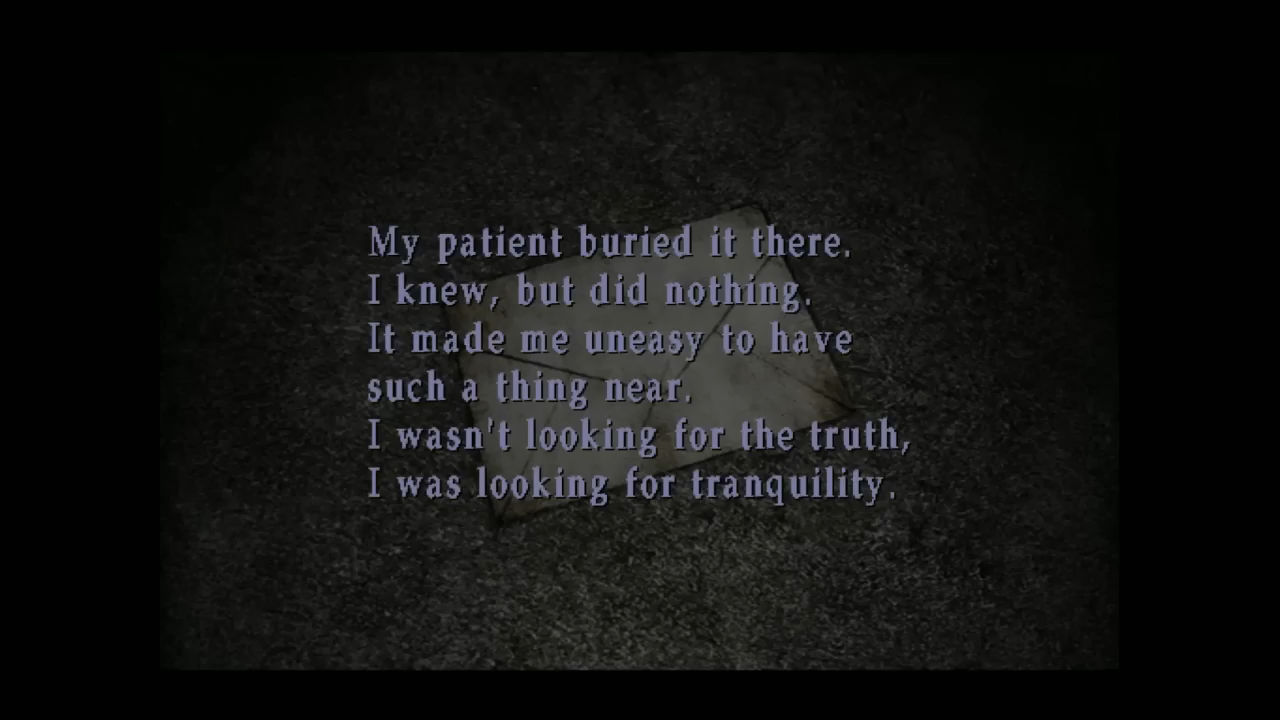 My patient buried it there.
I knew, but did nothing.
It made me uneasy to have
such a thing near.
I wasn't looking for the truth,
I was looking for tranquility.